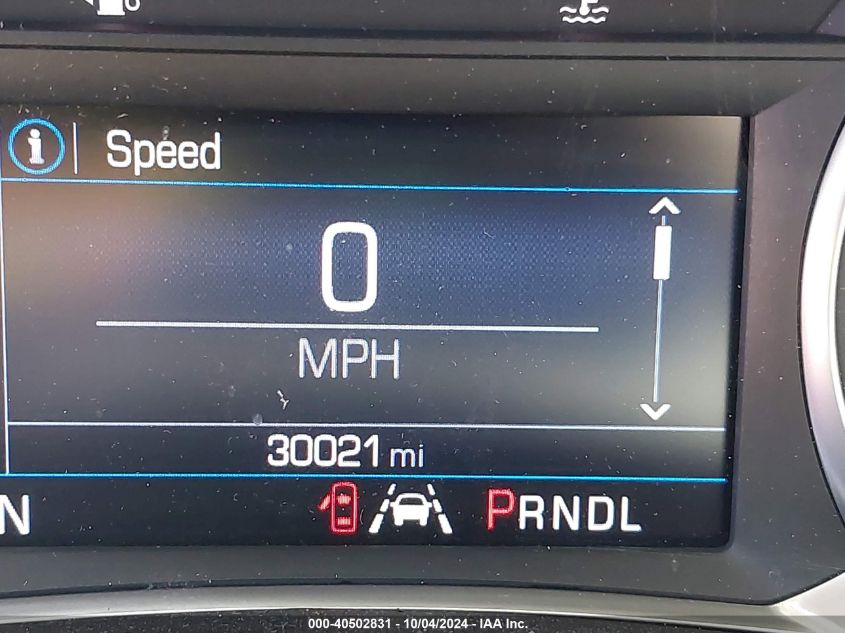 i Speed
0
MPH
30021 mi
N PRNDL
000-40502831 - 10/04/2024 - IAA Inc.